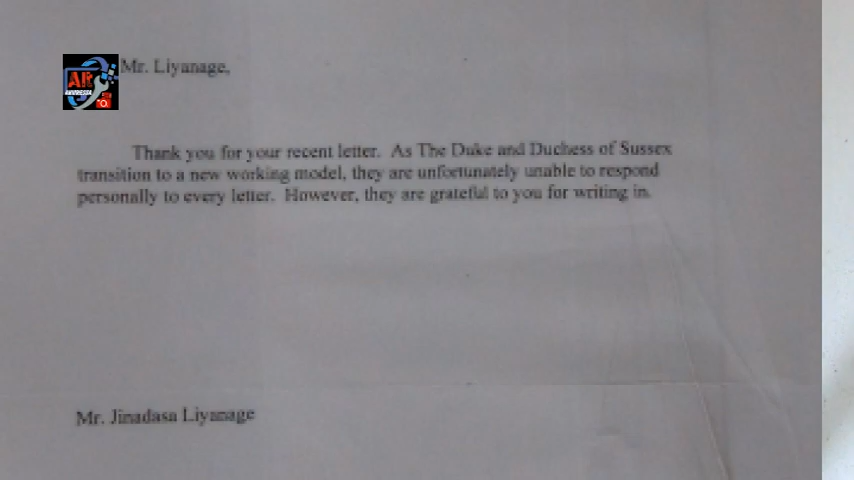 AR
Mr. Liyanage,
Thank you for your recent letter. As The Duke and Duchess of Sussex
transition to a new working model, they are unfortunately unable to respond
personally to every letter. However, they are grateful to you for writing in.
Mr. Jinadasa Liyanage